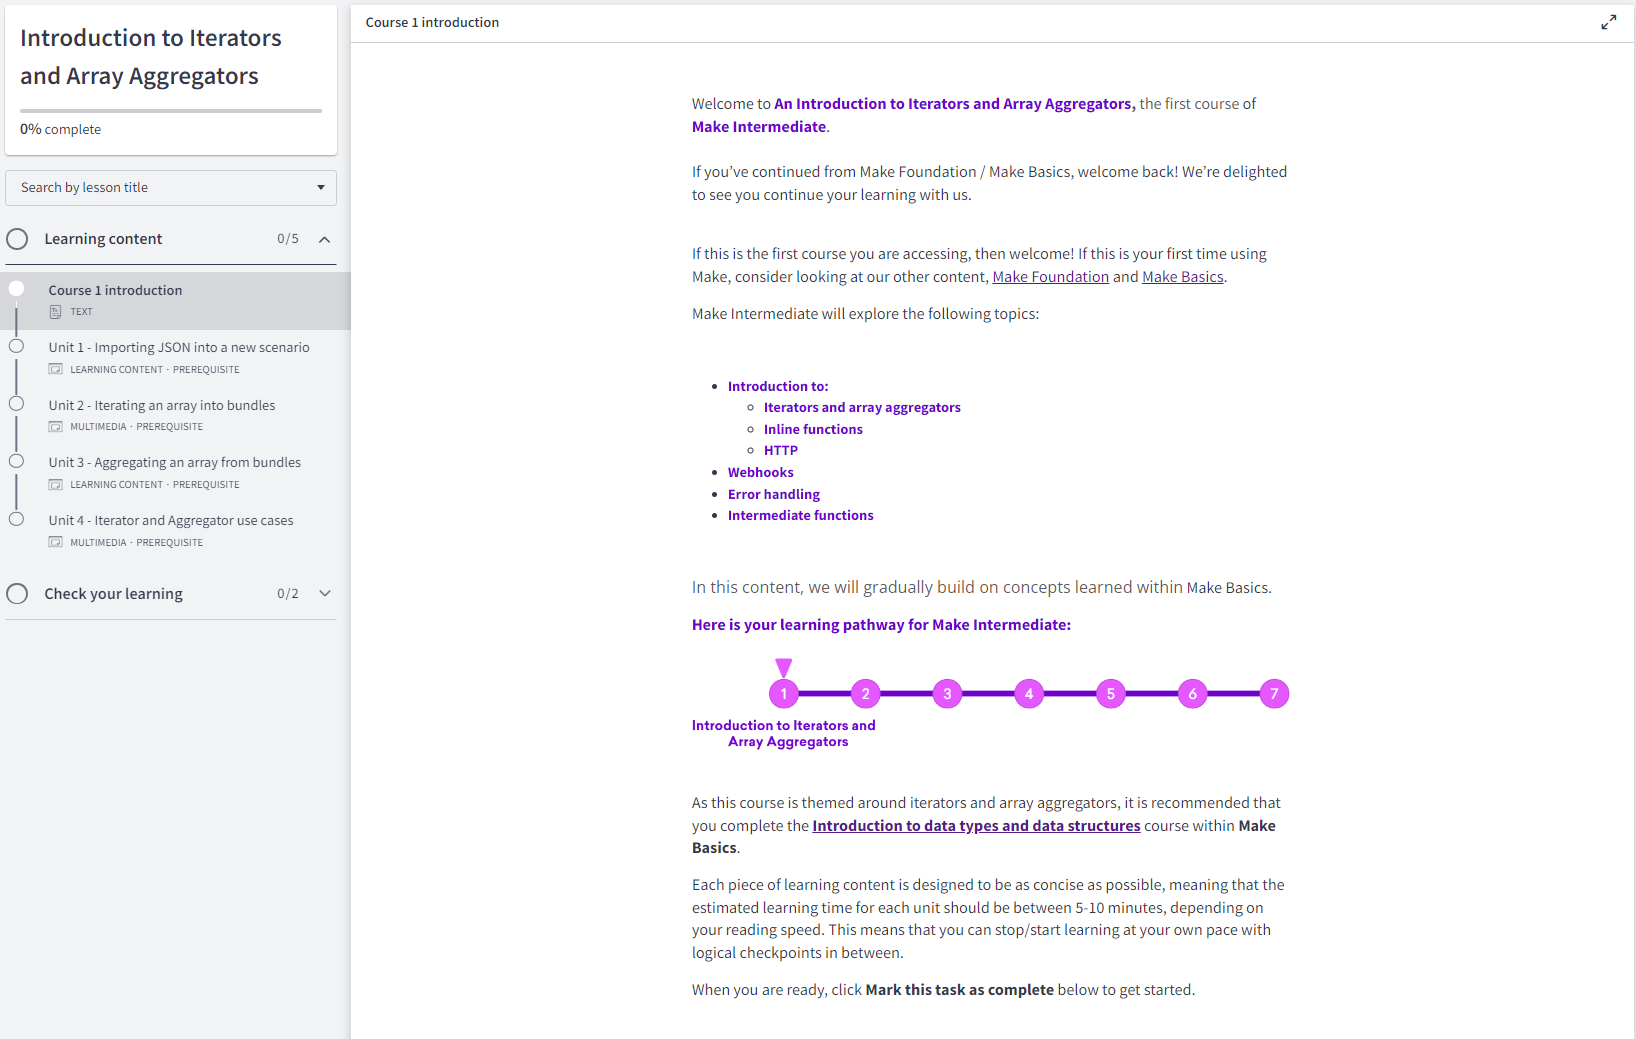 Introduction to Iterators
and Array Aggregators
0% complete
Search by lesson title
Learning content 0/5
Course 1 introduction
TEXT
Unit 1 - Importing JSON into a new scenario
LEARNING CONTENT · PREREQUISITE
Unit 2 - Iterating an array into bundles
MULTIMEDIA · PREREQUISITE
Unit 3 - Aggregating an array from bundles
LEARNING CONTENT · PREREQUISITE
Unit 4 - Iterator and Aggregator use cases
MULTIMEDIA · PREREQUISITE
Check your learning 0/2
Course 1 introduction
Welcome to An Introduction to Iterators and Array Aggregators, the first course of
Make Intermediate.
If you’ve continued from Make Foundation / Make Basics, welcome back! We’re delighted
to see you continue your learning with us.
If this is the first course you are accessing, then welcome! If this is your first time using
Make, consider looking at our other content, Make Foundation and Make Basics.
Make Intermediate will explore the following topics:
• Introduction to:
◦ Iterators and array aggregators
◦ Inline functions
◦ HTTP
• Webhooks
• Error handling
• Intermediate functions
In this content, we will gradually build on concepts learned within Make Basics.
Here is your learning pathway for Make Intermediate:
1 2 3 4 5 6 7
Introduction to Iterators and
Array Aggregators
As this course is themed around iterators and array aggregators, it is recommended that
you complete the Introduction to data types and data structures course within Make
Basics.
Each piece of learning content is designed to be as concise as possible, meaning that the
estimated learning time for each unit should be between 5-10 minutes, depending on
your reading speed. This means that you can stop/start learning at your own pace with
logical checkpoints in between.
When you are ready, click Mark this task as complete below to get started.